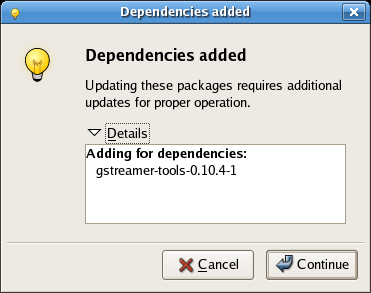 Dependencies added
Dependencies added
Updating these packages requires additional
updates for proper operation.
Details
Adding for dependencies:
gstreamer-tools-0.10.4-1
Cancel
Continue